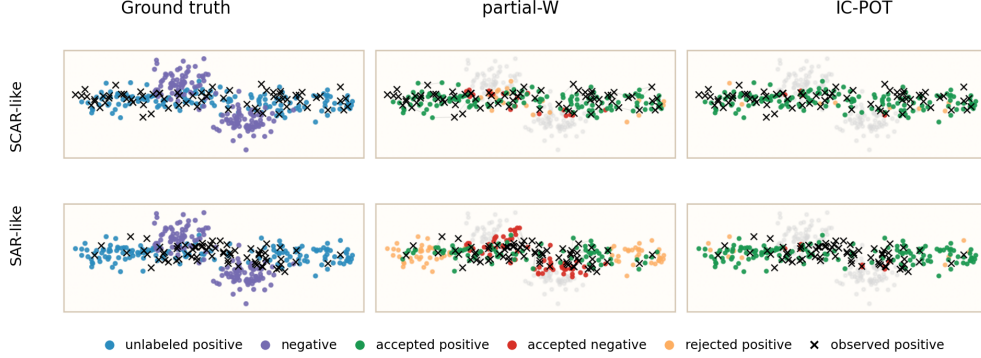 Ground truth partial-W IC-POT
SCAR-like
SAR-like
unlabeled positive negative accepted positive accepted negative rejected positive observed positive